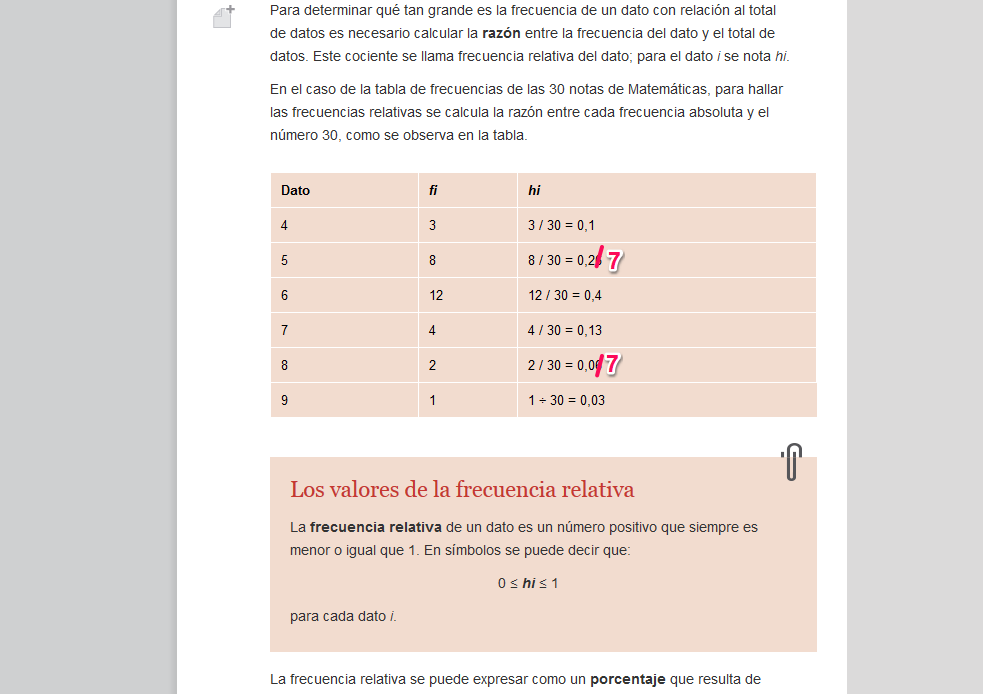 Para determinar qué tan grande es la frecuencia de un dato con relación al total
de datos es necesario calcular la razón entre la frecuencia del dato y el total de
datos. Este cociente se llama frecuencia relativa del dato; para el dato i se nota hi.
En el caso de la tabla de frecuencias de las 30 notas de Matemáticas, para hallar
las frecuencias relativas se calcula la razón entre cada frecuencia absoluta y el
número 30, como se observa en la tabla.
Dato fi hi
4 3 3 / 30 = 0,1
5 8 8 / 30 = 0,26 7
6 12 12 / 30 = 0,4
7 4 4 / 30 = 0,13
8 2 2 / 30 = 0,06 7
9 1 1 ÷ 30 = 0,03
Los valores de la frecuencia relativa
La frecuencia relativa de un dato es un número positivo que siempre es
menor o igual que 1. En símbolos se puede decir que:
0 ≤ hi ≤ 1
para cada dato i.
La frecuencia relativa se puede expresar como un porcentaje que resulta de